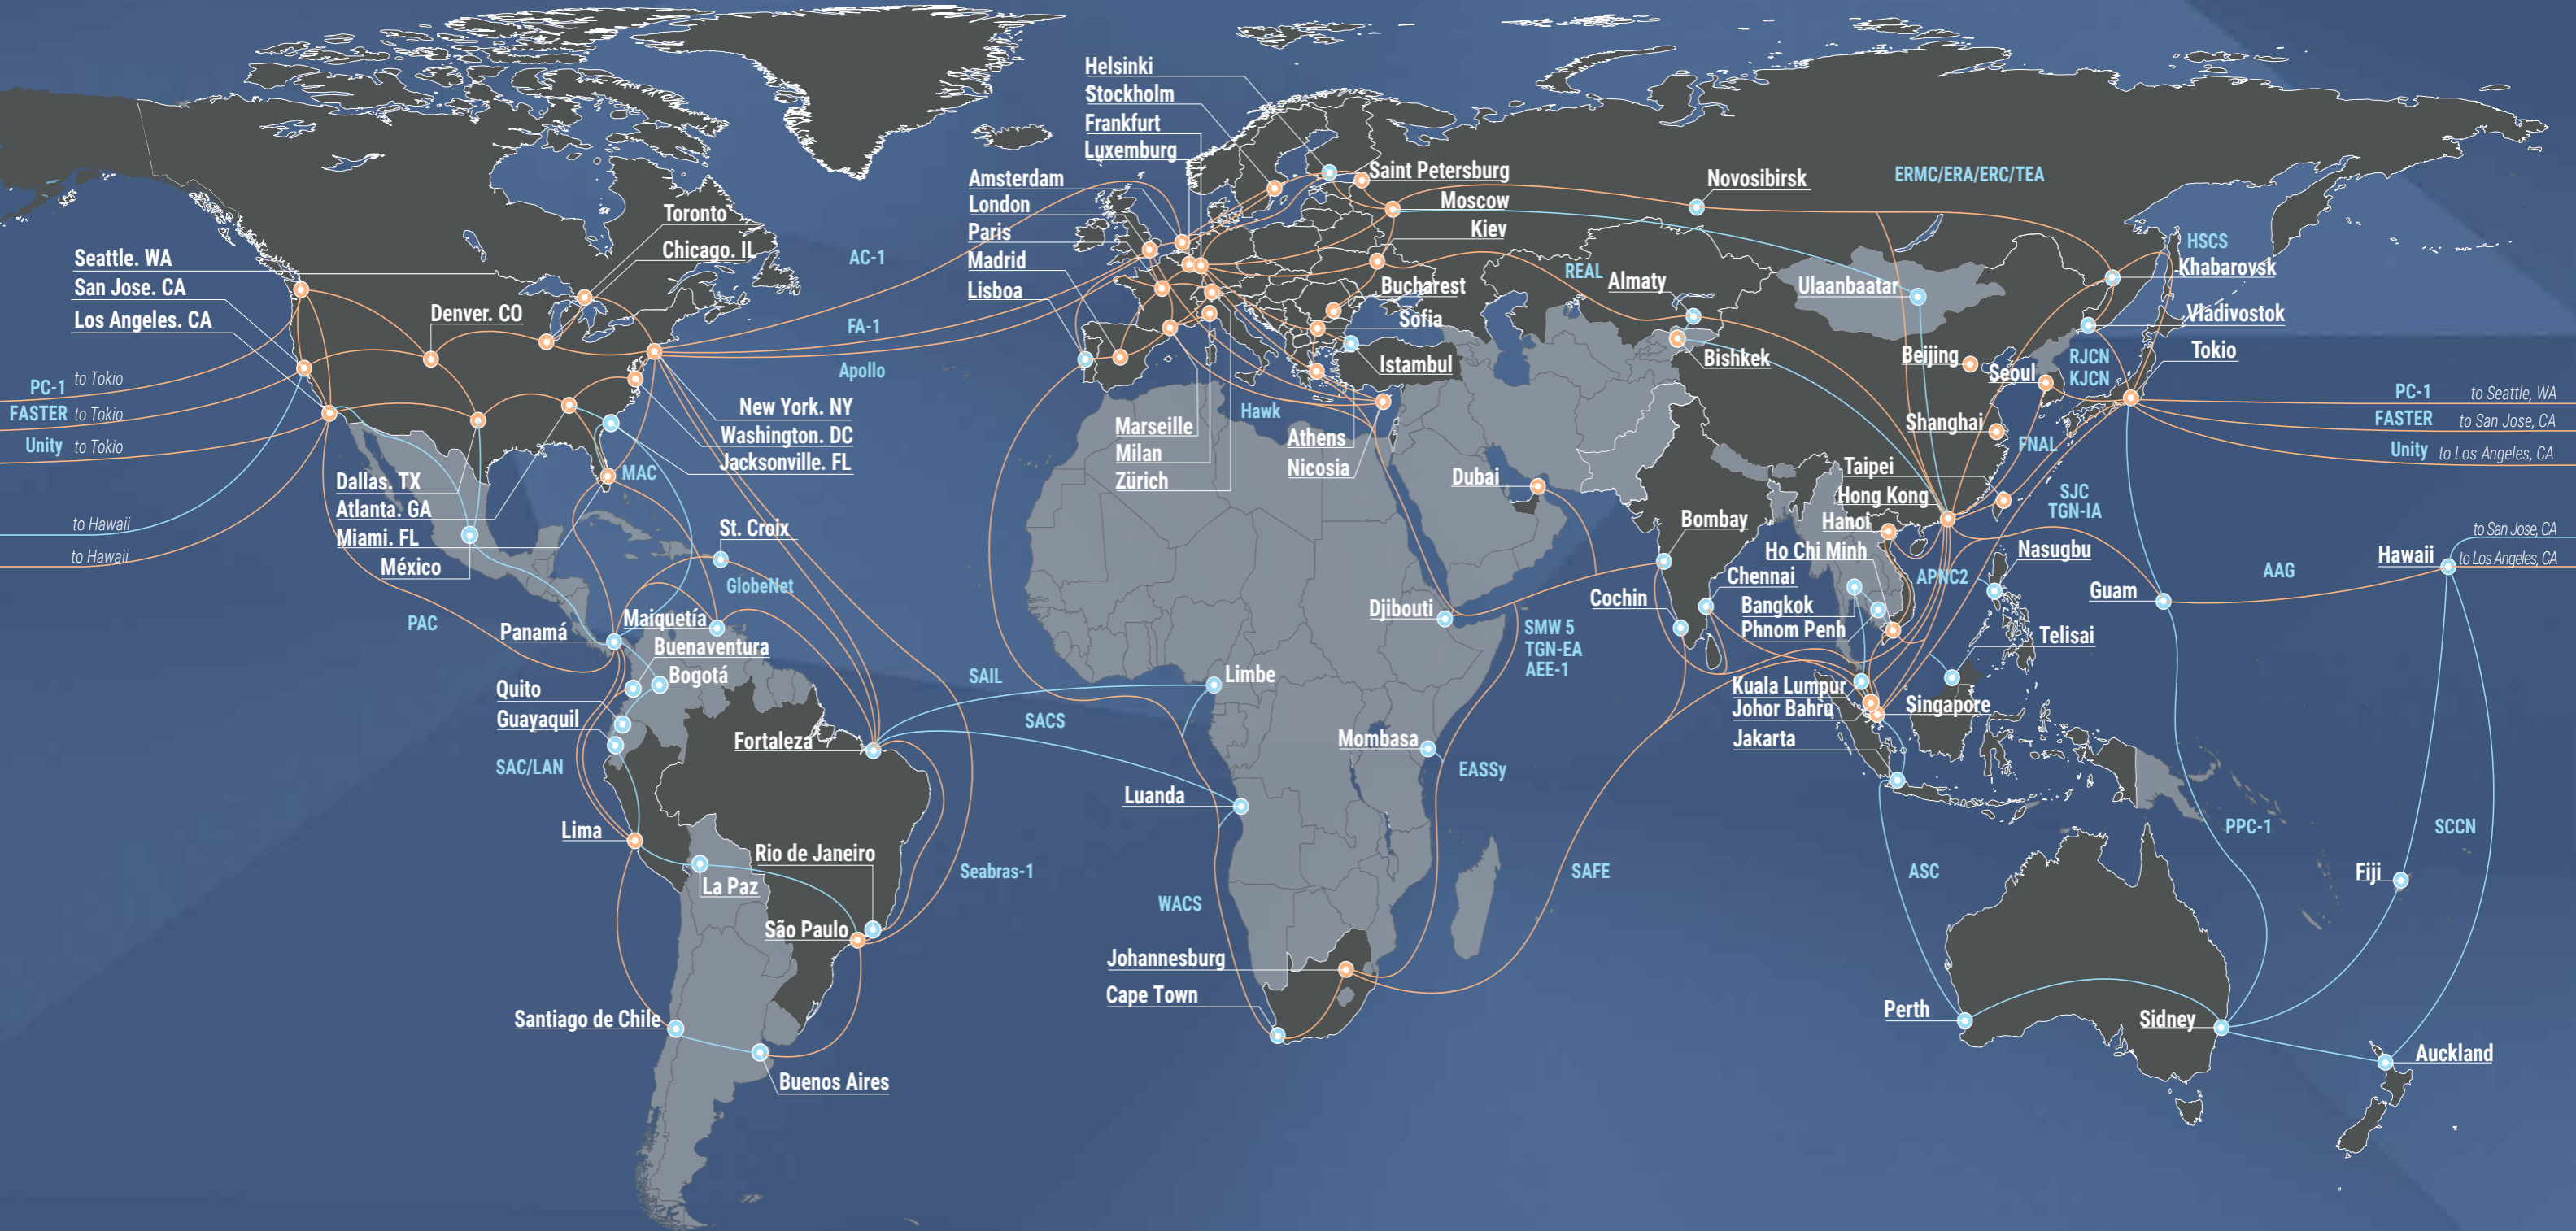 Helsinki
Stockholm
Frankfurt
Luxemburg
Amsterdam
London
Paris
Madrid
Lisboa
Saint Petersburg
Moscow
Kiev
Novosibirsk
ERMC/ERA/ERC/TEA
Toronto
Chicago. IL
Seattle. WA
San Jose. CA
Los Angeles. CA
Denver. CO
AC-1
FA-1
Apollo
HSCS
Khabarovsk
Vladivostok
Tokio
REAL
Almaty
Ulaanbaatar
Bucharest
Sofia
Istambul
Bishkek
Beijing
Seoul
RJCN
KJCN
PC-1 to Tokio
FASTER to Tokio
Unity to Tokio
PC-1 to Seattle, WA
FASTER to San Jose, CA
Unity to Los Angeles, CA
New York. NY
Washington. DC
Jacksonville. FL
MAC
Marseille
Milan
Zürich
Hawk
Athens
Nicosia
Shanghai
FNAL
Dallas. TX
Atlanta. GA
Miami. FL
México
to Hawaii
to Hawaii
Dubai
Taipei
Hong Kong
Hanoi
Ho Chi Minh
SJC
TGN-IA
Nasugbu
Bombay
Chennai
Bangkok
Phnom Penh
Cochin
APNC2
Guam
AAG
Hawaii
to San Jose, CA
to Los Angeles, CA
St. Croix
GlobeNet
PAC
Panamá
Maiquetía
Buenaventura
Bogotá
Quito
Guayaquil
SAC/LAN
Djibouti
SMW 5
TGN-EA
AEE-1
Telisai
SAIL
SACS
Limbe
Kuala Lumpur
Johor Bahru
Singapore
Jakarta
Fortaleza
Mombasa
EASSy
Luanda
Lima
Rio de Janeiro
La Paz
São Paulo
Seabras-1
WACS
SAFE
ASC
PPC-1
SCCN
Fiji
Johannesburg
Cape Town
Santiago de Chile
Buenos Aires
Perth
Sidney
Auckland